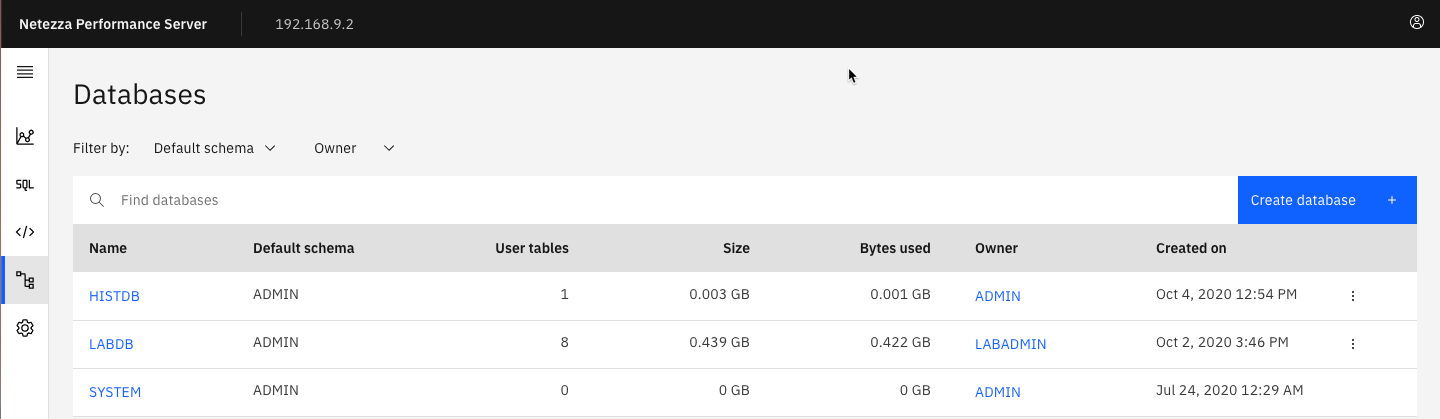 Netezza Performance Server 192.168.9.2
Databases
Filter by: Default schema Owner
SQL
Find databases Create database +
Name Default schema User tables Size Bytes used Owner Created on
HISTDB ADMIN 1 0.003 GB 0.001 GB ADMIN Oct 4, 2020 12:54 PM
LABDB ADMIN 8 0.439 GB 0.422 GB LABADMIN Oct 2, 2020 3:46 PM
SYSTEM ADMIN 0 0 GB 0 GB ADMIN Jul 24, 2020 12:29 AM